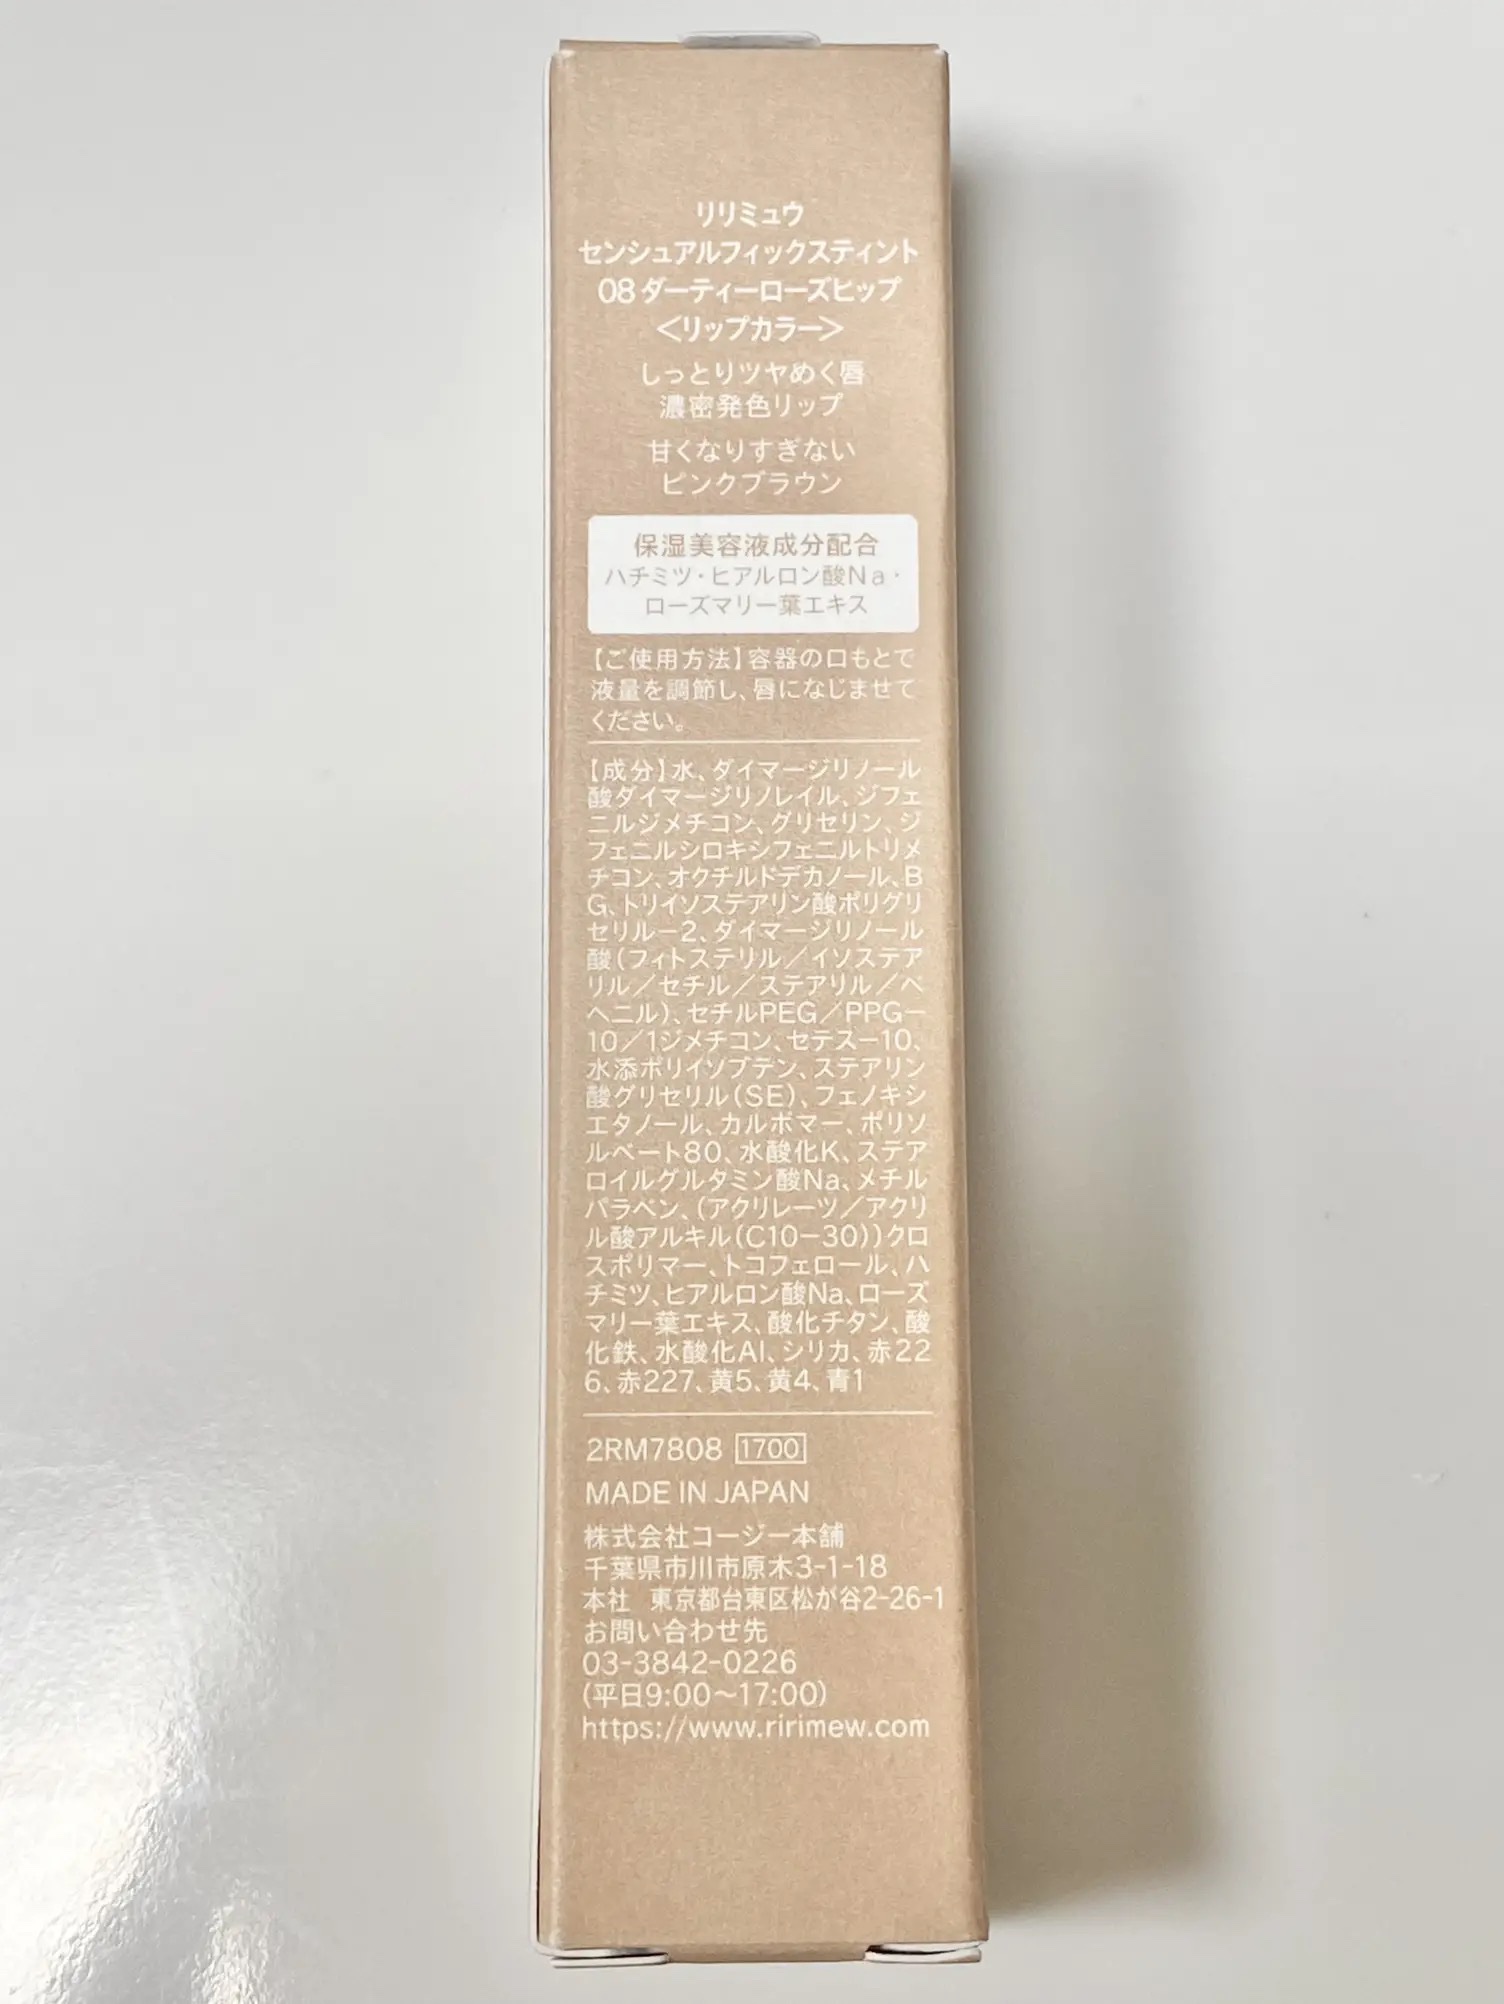 リリミュウ
センシュアルフィックスティント
08 ダーティーローズヒップ
＜リップカラー＞
しっとりツヤめく唇
濃密発色リップ
甘くなりすぎない
ピンクブラウン
保湿美容液成分配合
ハチミツ・ヒアルロン酸Na・
ローズマリー葉エキス
【ご使用方法】容器の口もとで
液量を調節し、唇になじませて
ください。
【成分】水、ダイマージリノール
酸ダイマージリノレイル、ジフェ
ニルジメチコン、グリセリン、ジ
フェニルシロキシフェニルトリメ
チコン、オクチルドデカノール、B
G、トリイソステアリン酸ポリグリ
セリル－2、ダイマージリノール
酸（フィトステリル／イソステア
リル／セチル／ステアリル／ベ
ヘニル）、セチルPEG／PPG－
10／1ジメチコン、セテス－10、
水添ポリイソブテン、ステアリン
酸グリセリル（SE）、フェノキシ
エタノール、カルボマー、ポリソ
ルベート80、水酸化K、ステア
ロイルグルタミン酸Na、メチル
パラベン、（アクリレーツ／アクリ
ル酸アルキル（C10－30））クロ
スポリマー、トコフェロール、ハ
チミツ、ヒアルロン酸Na、ローズ
マリー葉エキス、酸化チタン、酸
化鉄、水酸化Al、シリカ、赤22
6、赤227、黄5、黄4、青1
2RM7808 1700
MADE IN JAPAN
株式会社コージー本舗
千葉県市川市原木3-1-18
本社 東京都台東区松が谷2-26-1
お問い合わせ先
03-3842-0226
(平日9:00〜17:00)
https://www.ririmew.com